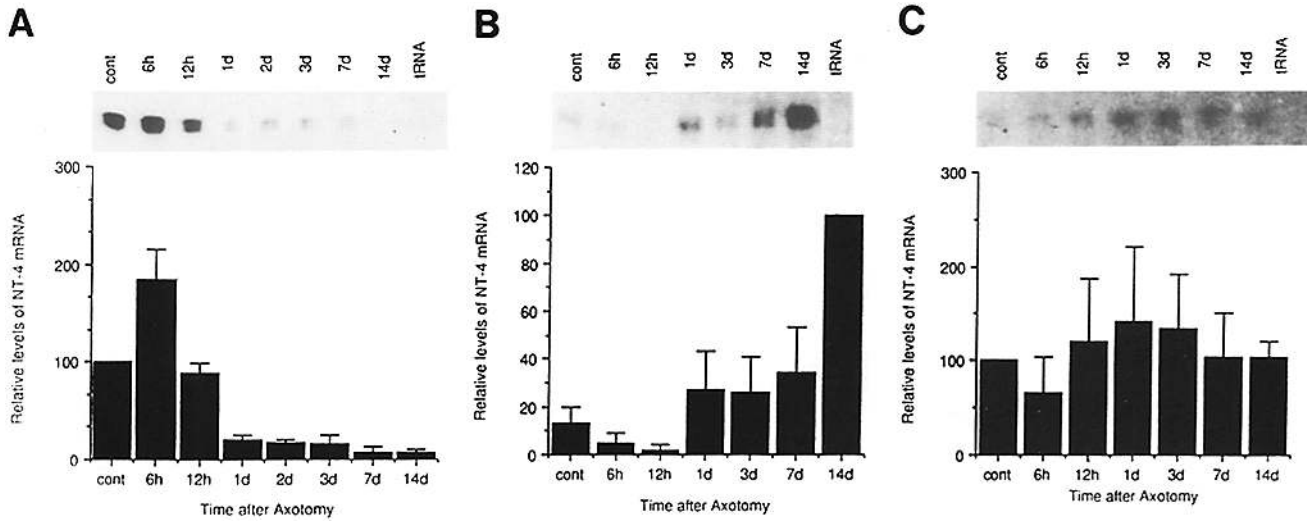 A
cont 6h 12h 1d 2d 3d 7d 14d tRNA
Relative levels of NT-4 mRNA
300
200
100
0
cont 6h 12h 1d 2d 3d 7d 14d
Time after Axotomy
B
cont 6h 12h 1d 3d 7d 14d tRNA
Relative levels of NT-4 mRNA
120
100
80
60
40
20
0
cont 6h 12h 1d 3d 7d 14d
Time after Axotomy
C
cont 6h 12h 1d 3d 7d 14d tRNA
Relative levels of NT-4 mRNA
300
200
100
0
cont 6h 12h 1d 3d 7d 14d
Time after Axotomy